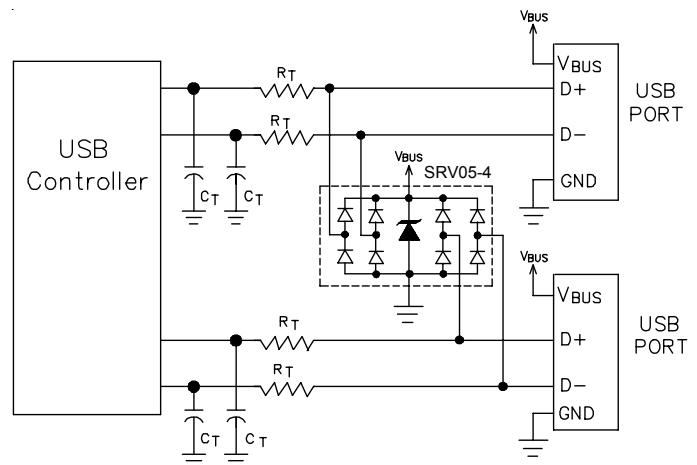 VBUS
VBUS
D+
D−
GND
USB
PORT
RT
RT
USB
Controller
CT
CT
VBUS
SRV05-4
VBUS
VBUS
D+
D−
GND
USB
PORT
RT
RT
CT
CT